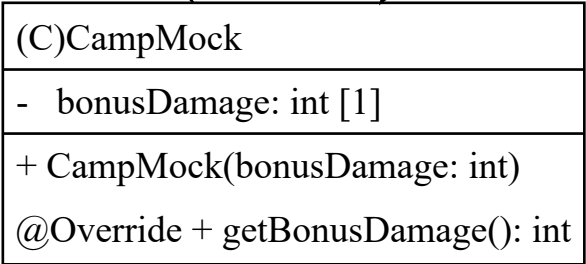 (C)CampMock
- bonusDamage: int [1]
+ CampMock(bonusDamage: int)
@Override + getBonusDamage(): int